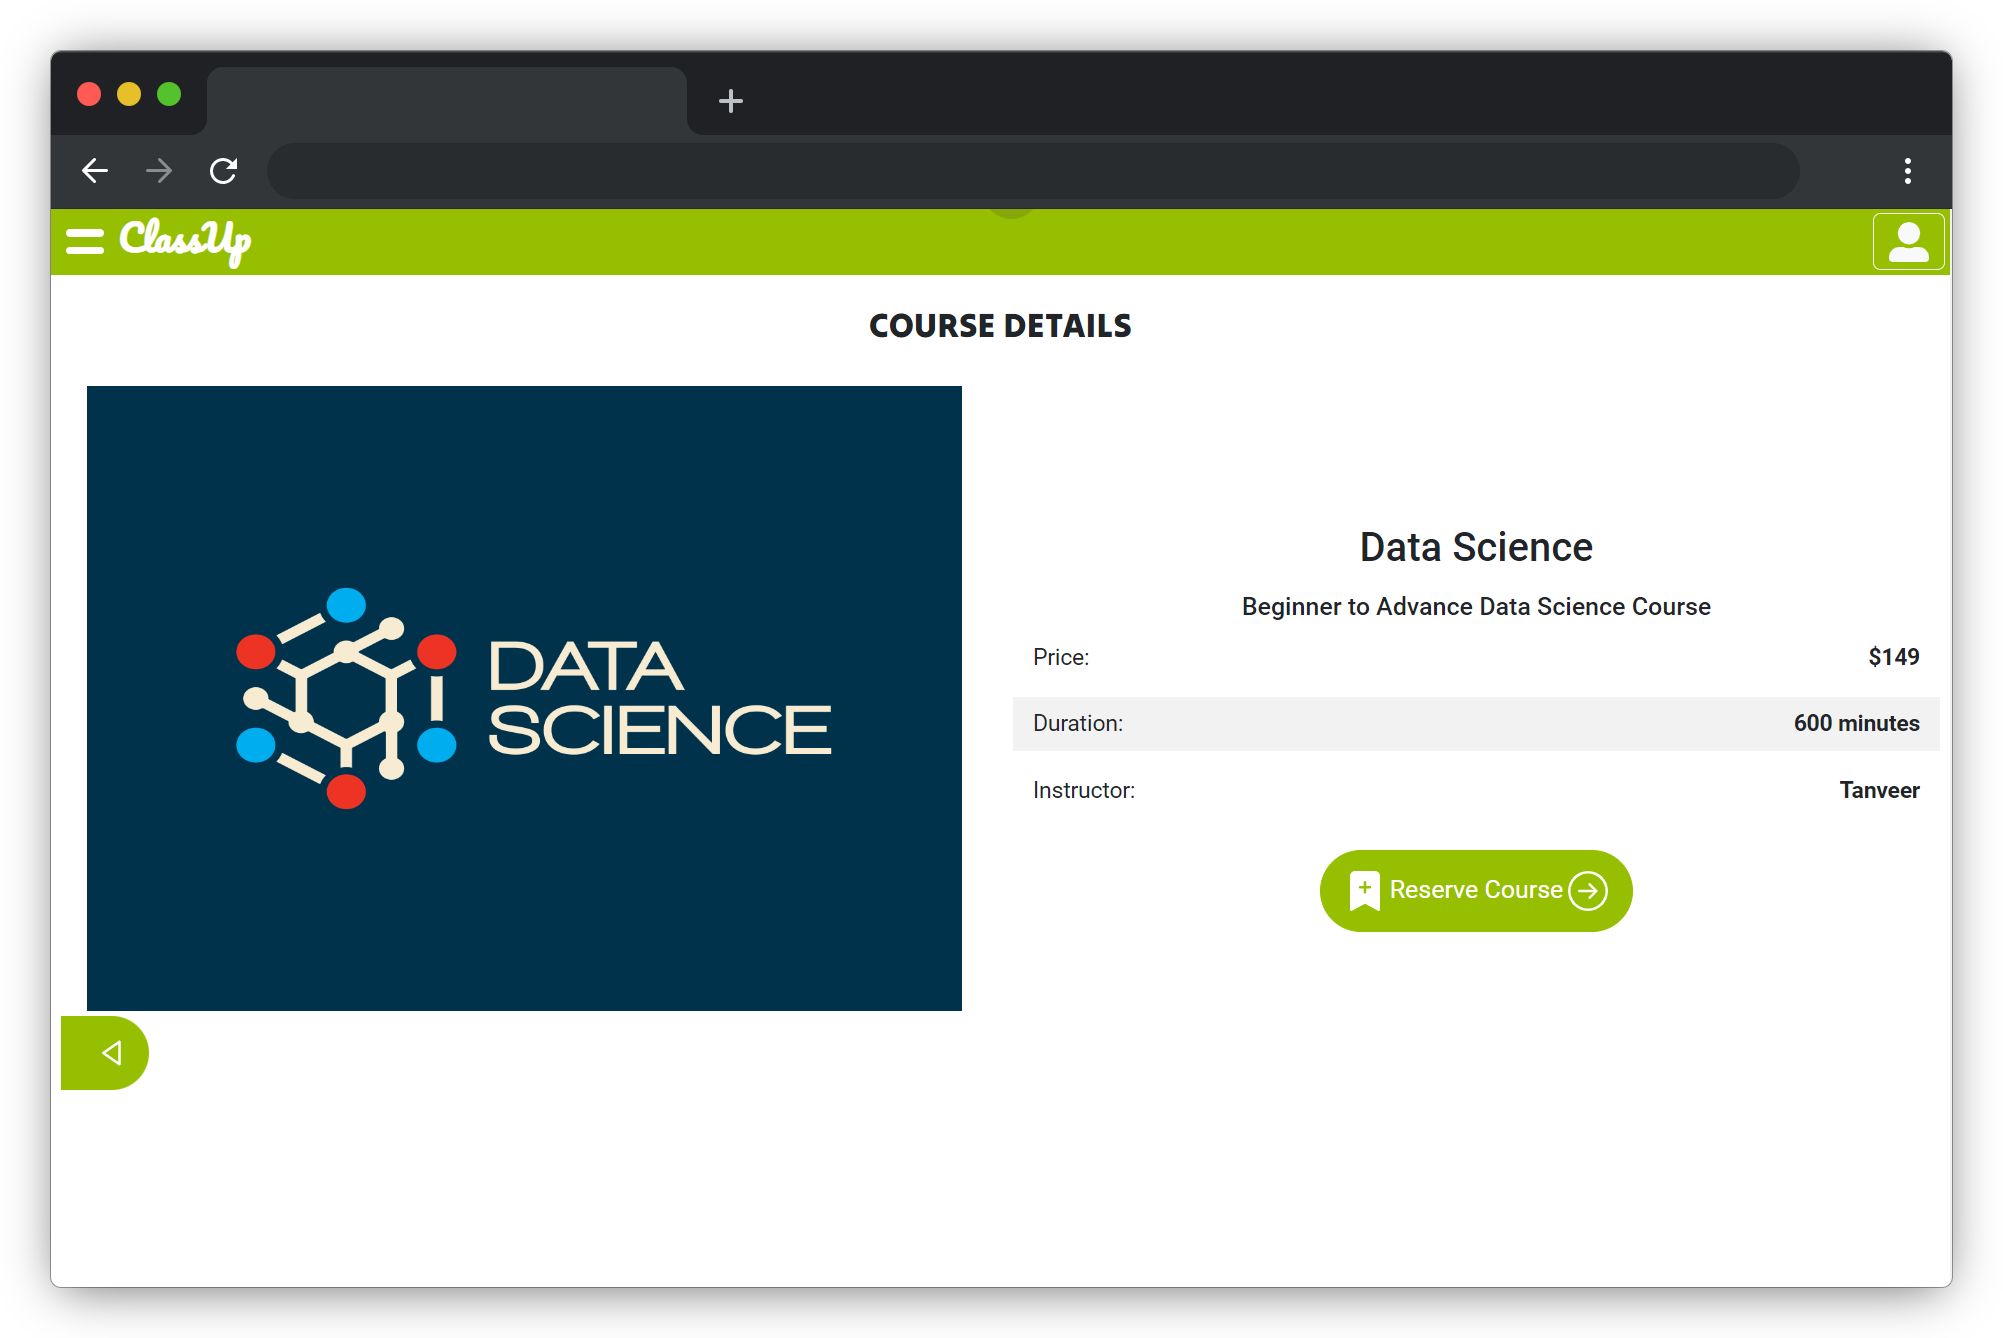 ClassUp
COURSE DETAILS
DATA
SCIENCE
Data Science
Beginner to Advance Data Science Course
Price: $149
Duration: 600 minutes
Instructor: Tanveer
Reserve Course